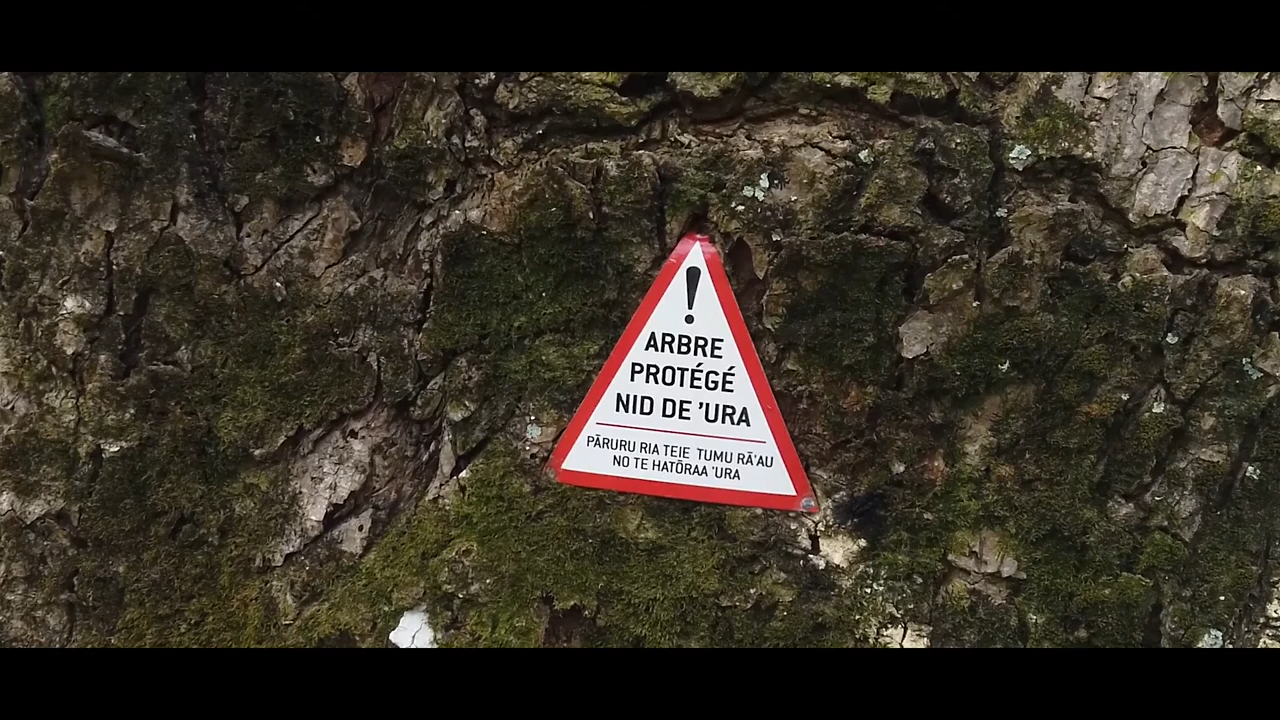 !
ARBRE
PROTÉGÉ
NID DE 'URA
PĀRURU RIA TEIE TUMU RĀ'AU
NO TE HATŌRAA 'URA